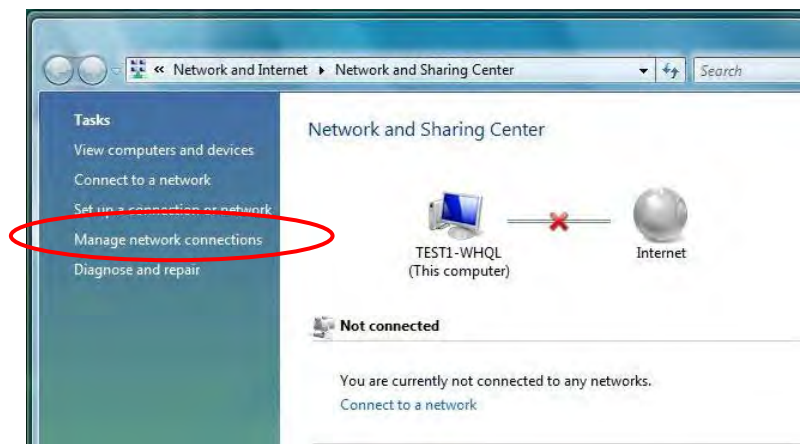 « Network and Internet ▸ Network and Sharing Center
Search
Tasks
View computers and devices
Connect to a network
Set up a connection or network
Manage network connections
Diagnose and repair
Network and Sharing Center
TEST1-WHQL
(This computer)
Internet
Not connected
You are currently not connected to any networks.
Connect to a network